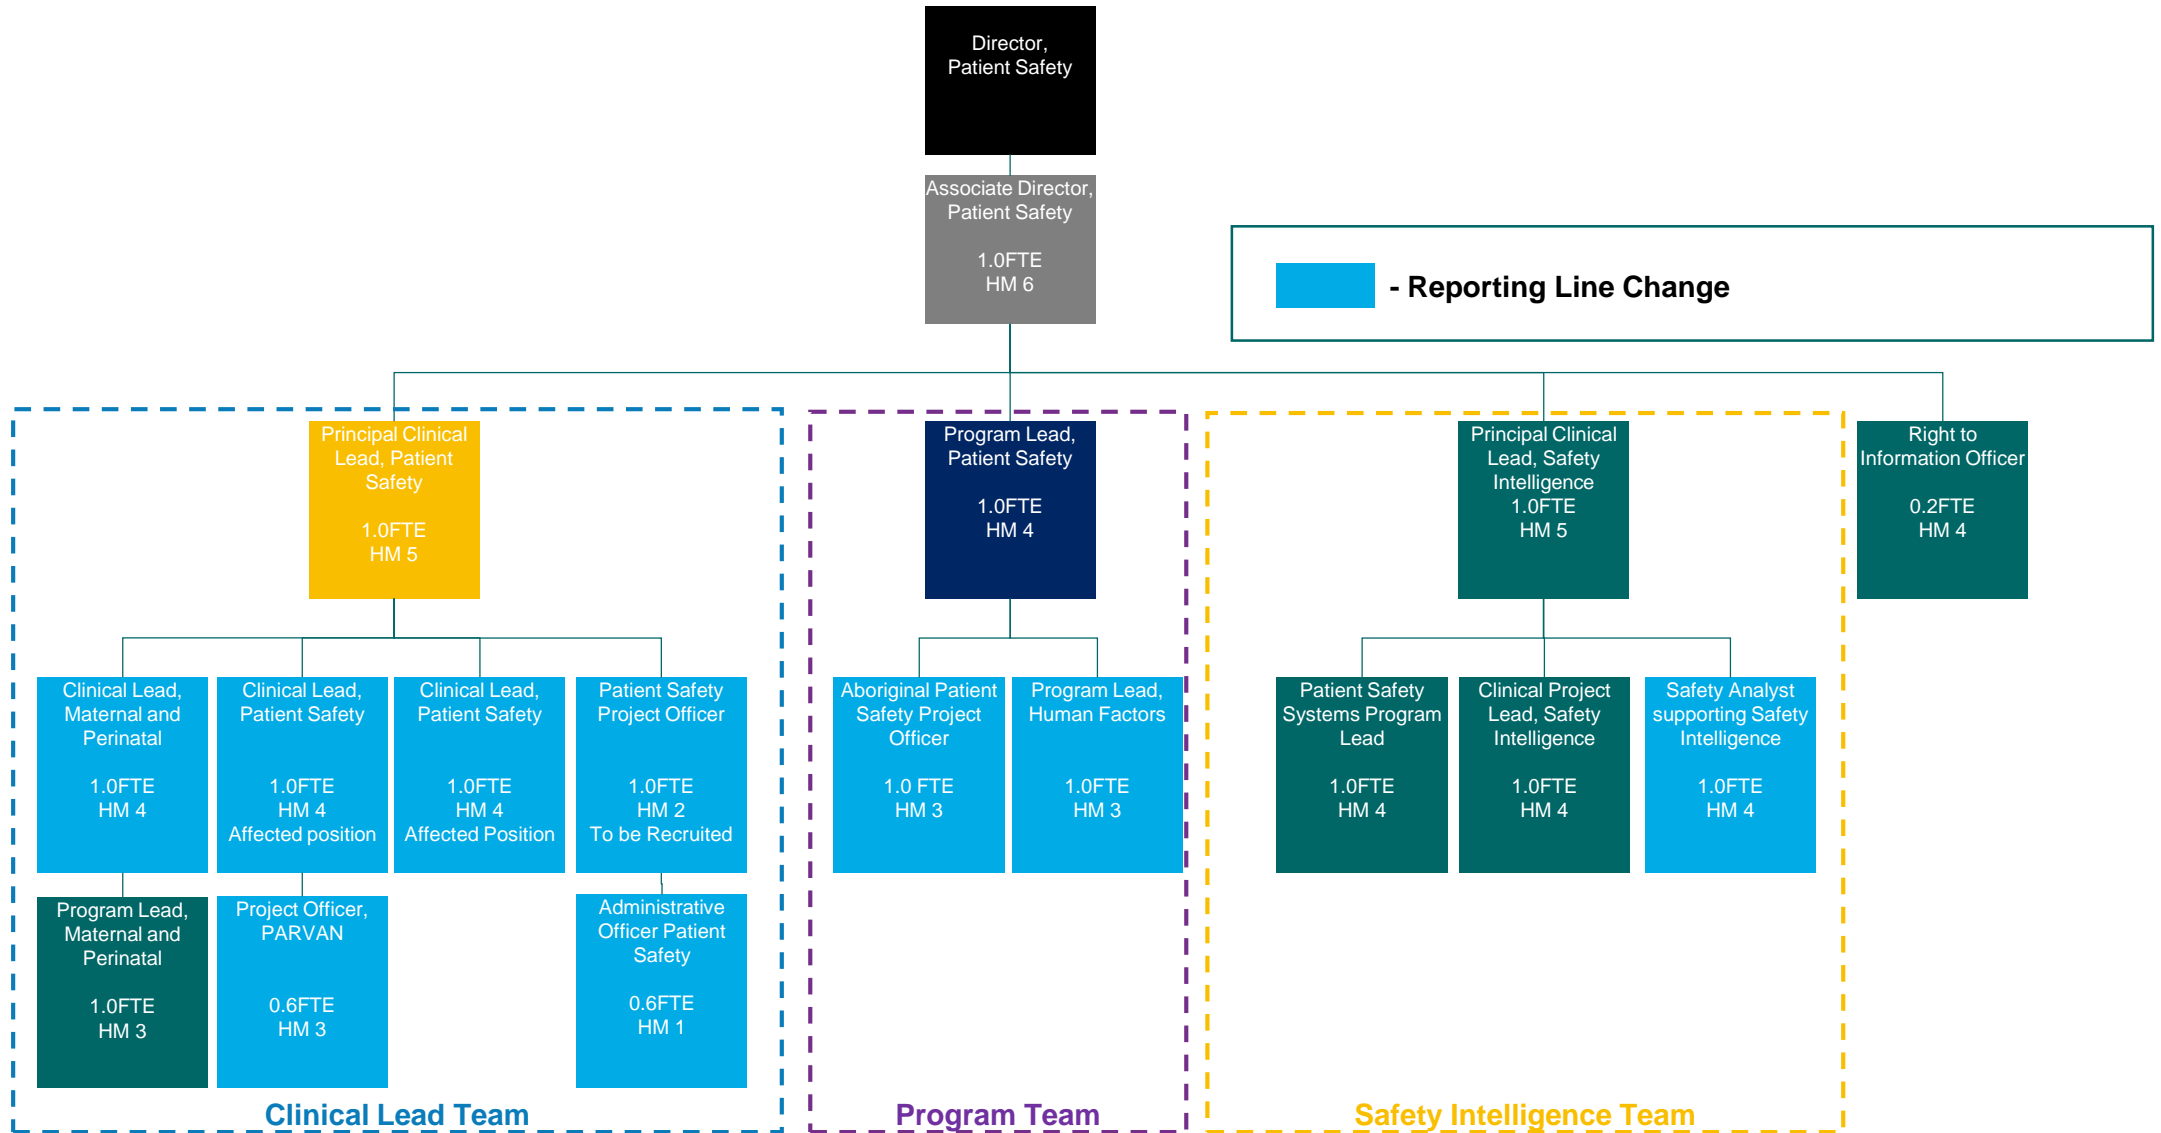 Director,
Patient Safety
Associate Director,
Patient Safety
1.0FTE
HM 6
- Reporting Line Change
Principal Clinical
Lead, Patient
Safety
1.0FTE
HM 5
Program Lead,
Patient Safety
1.0FTE
HM 4
Principal Clinical
Lead, Safety
Intelligence
1.0FTE
HM 5
Right to
Information Officer
0.2FTE
HM 4
Clinical Lead,
Maternal and
Perinatal
1.0FTE
HM 4
Clinical Lead,
Patient Safety
1.0FTE
HM 4
Affected position
Clinical Lead,
Patient Safety
1.0FTE
HM 4
Affected Position
Patient Safety
Project Officer
1.0FTE
HM 2
To be Recruited
Aboriginal Patient
Safety Project
Officer
1.0 FTE
HM 3
Program Lead,
Human Factors
1.0FTE
HM 3
Patient Safety
Systems Program
Lead
1.0FTE
HM 4
Clinical Project
Lead, Safety
Intelligence
1.0FTE
HM 4
Safety Analyst
supporting Safety
Intelligence
1.0FTE
HM 4
Program Lead,
Maternal and
Perinatal
1.0FTE
HM 3
Project Officer,
PARVAN
0.6FTE
HM 3
Administrative
Officer Patient
Safety
0.6FTE
HM 1
Clinical Lead Team
Program Team
Safety Intelligence Team